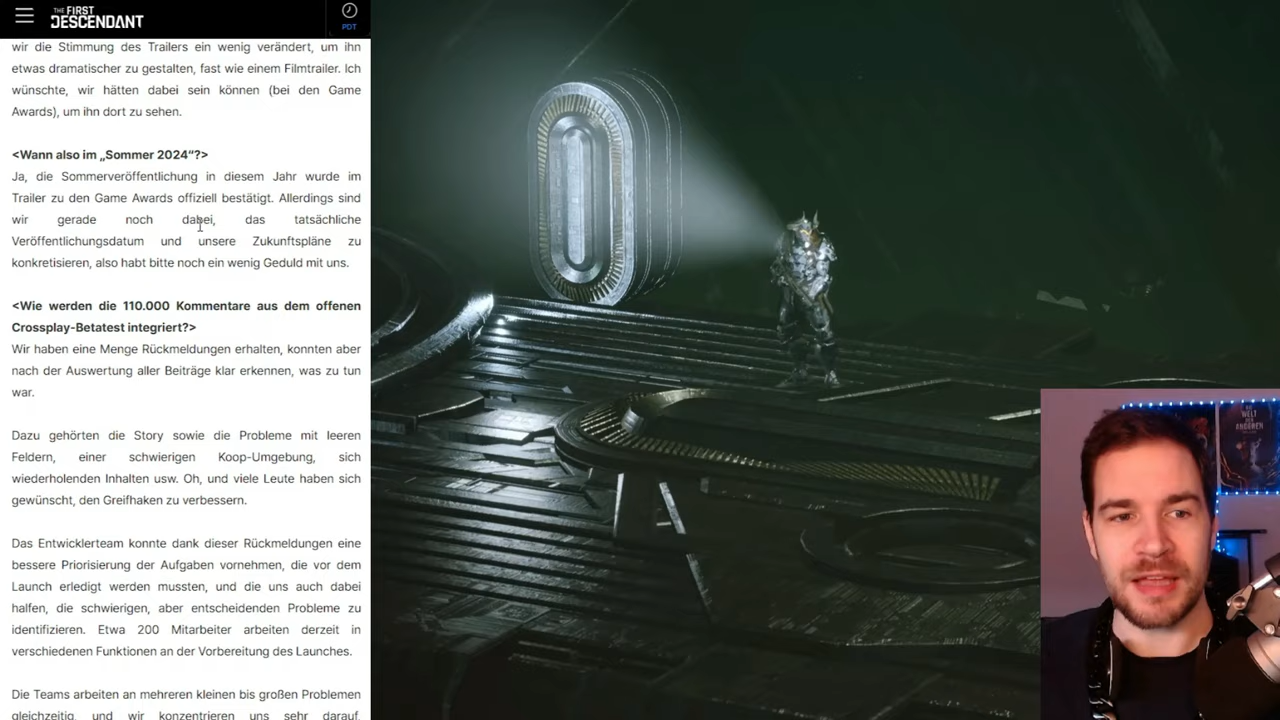 THE FIRST
DESCENDANT
PDT
wir die Stimmung des Trailers ein wenig verändert, um ihn
etwas dramatischer zu gestalten, fast wie einem Filmtrailer. Ich
wünschte, wir hätten dabei sein können (bei den Game
Awards), um ihn dort zu sehen.
<Wann also im „Sommer 2024“?>
Ja, die Sommerveröffentlichung in diesem Jahr wurde im
Trailer zu den Game Awards offiziell bestätigt. Allerdings sind
wir gerade noch dabei, das tatsächliche
Veröffentlichungsdatum und unsere Zukunftspläne zu
konkretisieren, also habt bitte noch ein wenig Geduld mit uns.
<Wie werden die 110.000 Kommentare aus dem offenen
Crossplay-Betatest integriert?>
Wir haben eine Menge Rückmeldungen erhalten, konnten aber
nach der Auswertung aller Beiträge klar erkennen, was zu tun
war.
Dazu gehörten die Story sowie die Probleme mit leeren
Feldern, einer schwierigen Koop-Umgebung, sich
wiederholenden Inhalten usw. Oh, und viele Leute haben sich
gewünscht, den Greifhaken zu verbessern.
Das Entwicklerteam konnte dank dieser Rückmeldungen eine
bessere Priorisierung der Aufgaben vornehmen, die vor dem
Launch erledigt werden mussten, und die uns auch dabei
halfen, die schwierigen, aber entscheidenden Probleme zu
identifizieren. Etwa 200 Mitarbeiter arbeiten derzeit in
verschiedenen Funktionen an der Vorbereitung des Launches.
Die Teams arbeiten an mehreren kleinen bis großen Problemen
gleichzeitig, und wir konzentrieren uns sehr darauf,
WELT
DER
ANDEREN